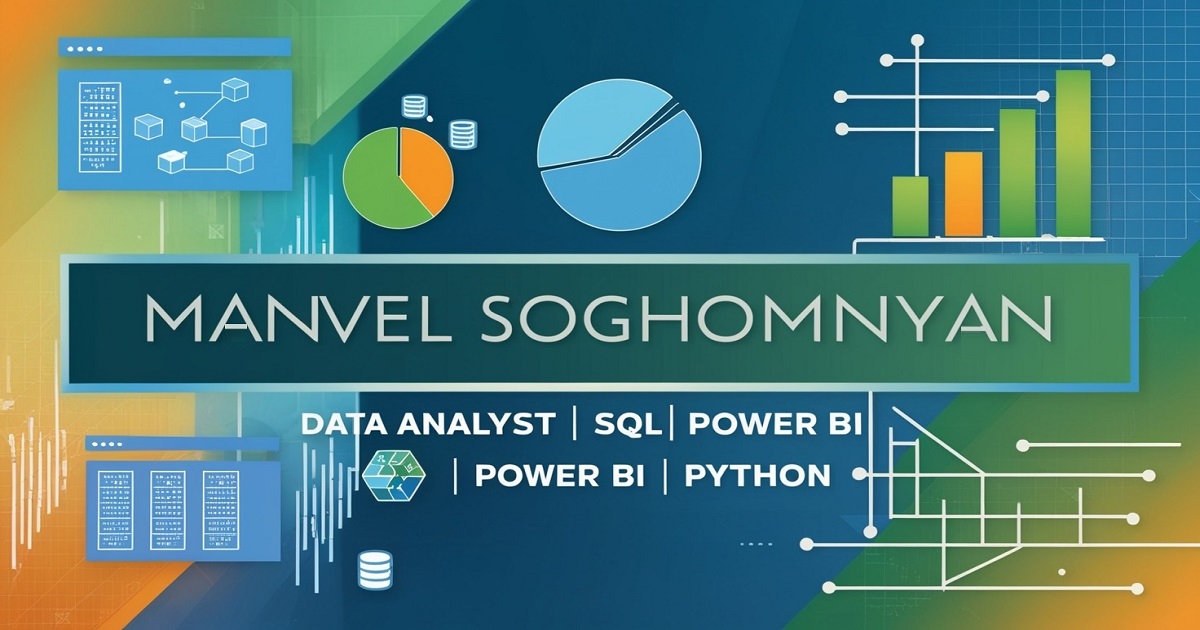 MANVEL SOGHOMNYAN
DATA ANALYST | SQL | POWER BI
| POWER BI | PYTHON